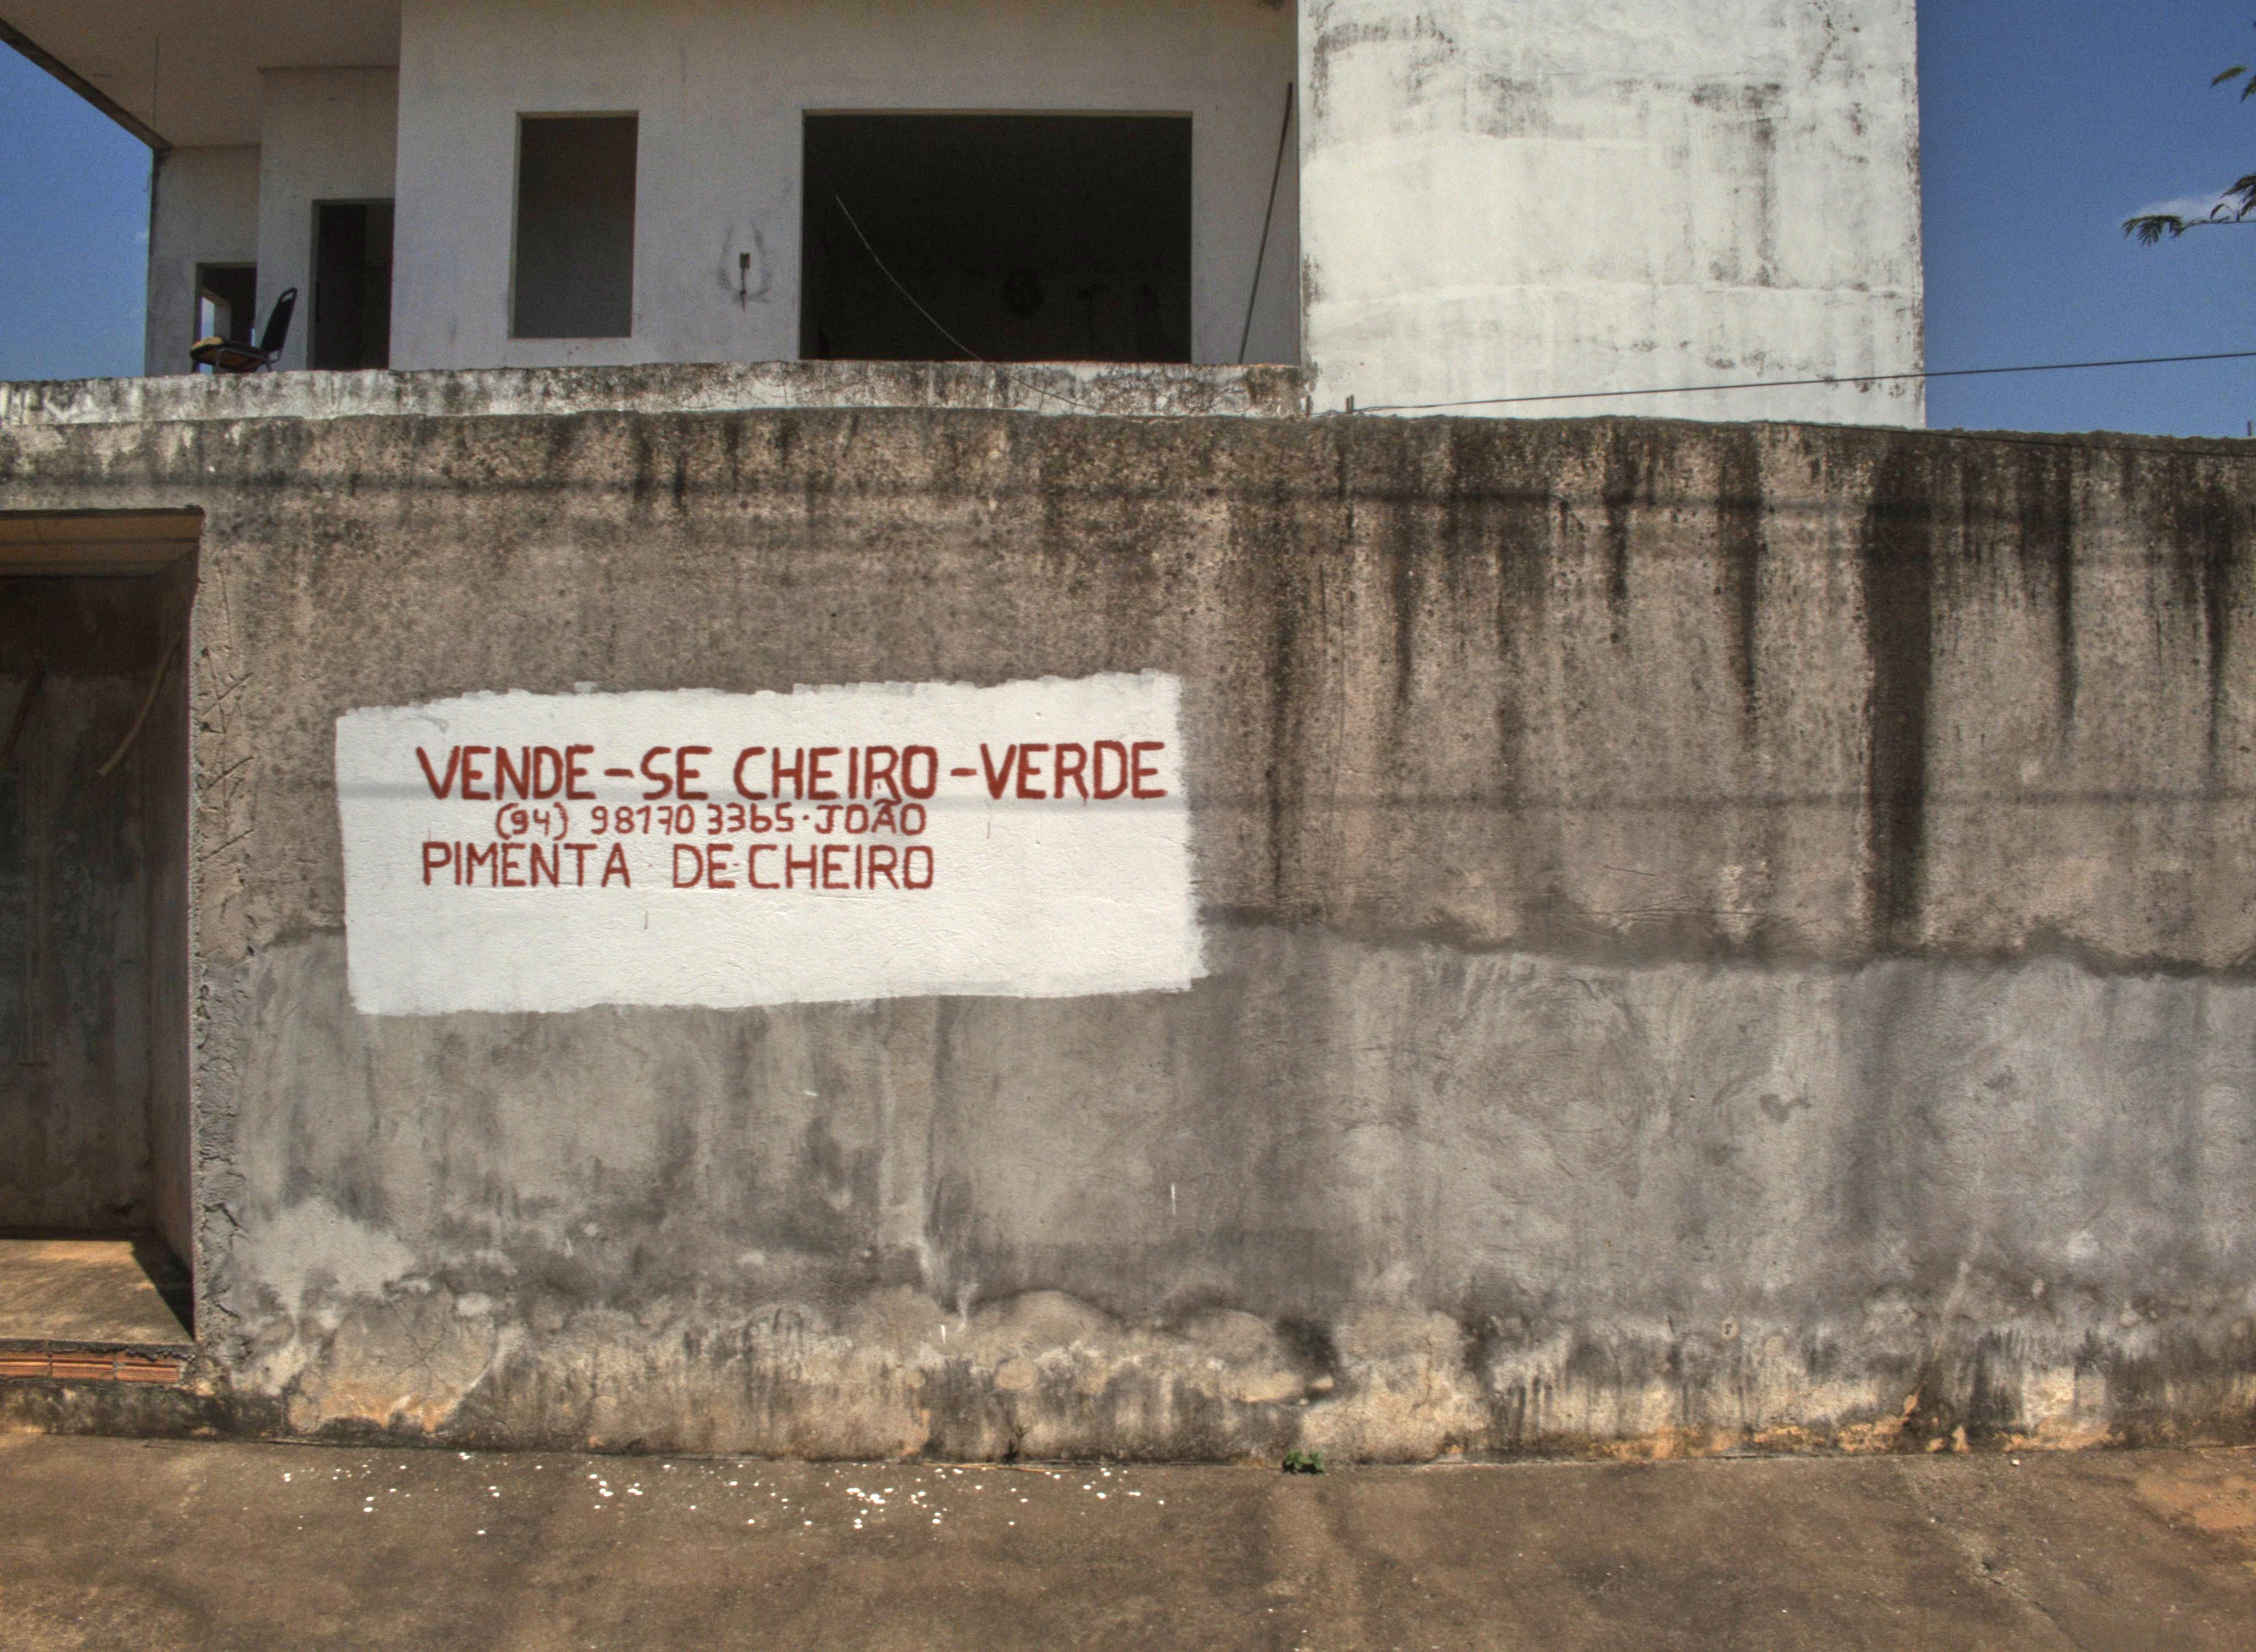 VENDE-SE CHEIRO-VERDE
(94) 98170 3365·JOÃO
PIMENTA DE CHEIRO